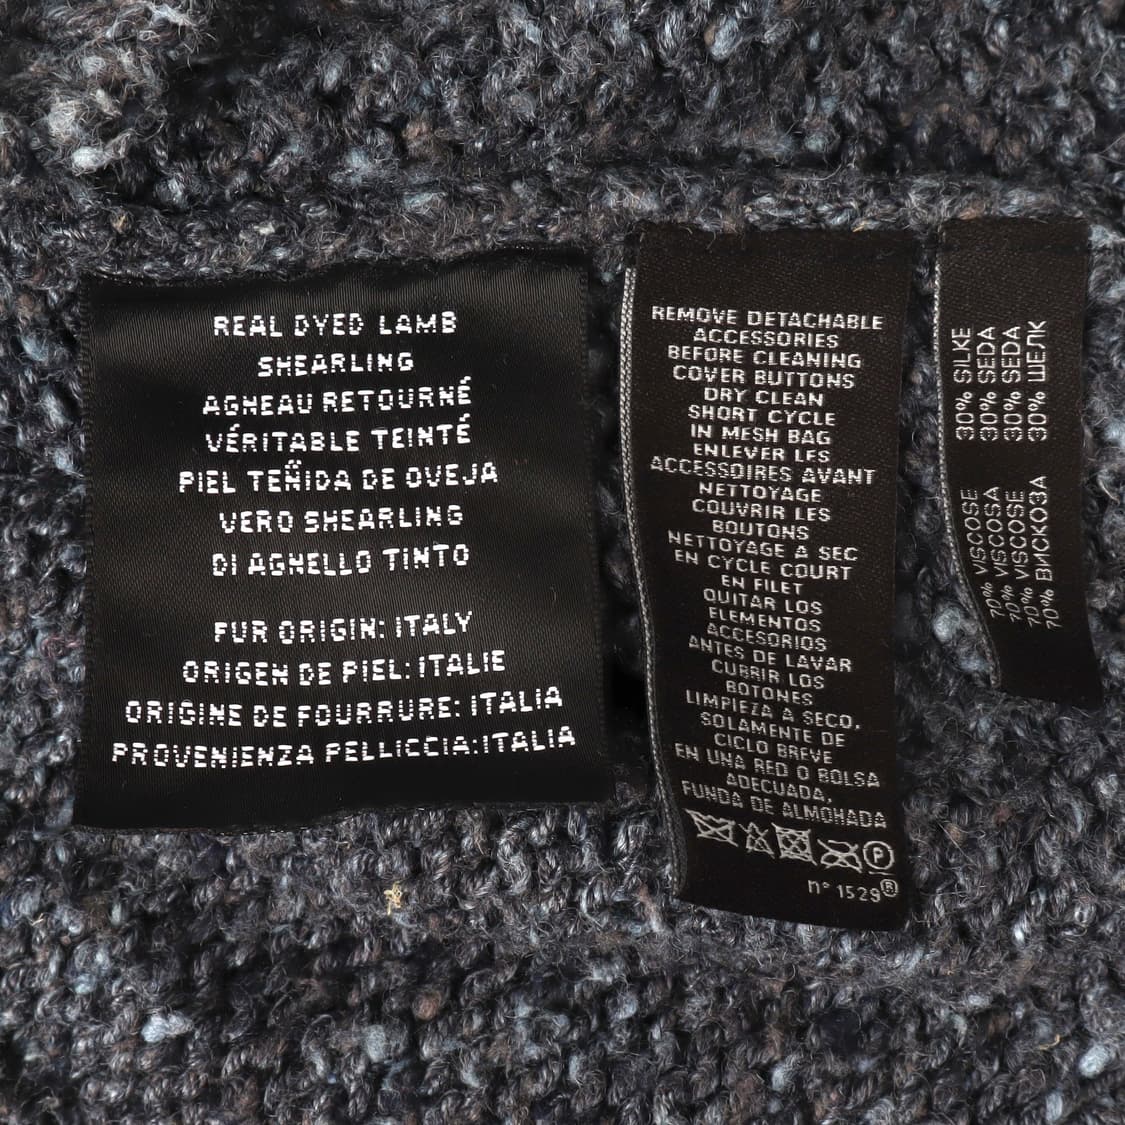 REAL DYED LAMB
SHEARLING
AGNEAU RETOURNÉ
VÉRITABLE TEINTÉ
PIEL TEÑIDA DE OVEJA
VERO SHEARLING
DI AGNELLO TINTO
FUR ORIGIN: ITALY
ORIGEN DE PIEL: ITALIE
ORIGINE DE FOURRURE: ITALIA
PROVENIENZA PELLICCIA:ITALIA
REMOVE DETACHABLE
ACCESSORIES
BEFORE CLEANING
COVER BUTTONS
DRY CLEAN
SHORT CYCLE
IN MESH BAG
ENLEVER LES
ACCESSOIRES AVANT
NETTOYAGE
COUVRIR LES
BOUTONS
NETTOYAGE A SEC
EN CYCLE COURT
EN FILET
QUITAR LOS
ELEMENTOS
ACCESORIOS
ANTES DE LAVAR
CUBRIR LOS
BOTONES
LIMPIEZA A SECO,
SOLAMENTE DE
CICLO BREVE
EN UNA RED O BOLSA
ADECUADA,
FUNDA DE ALMOHADA
P
n° 1529®
70% VISCOSE 30% SILKE
70% VISCOSA 30% SEDA
70% VISCOSE 30% SEDA
70% ВИСКОЗА 30% ШЕЛК